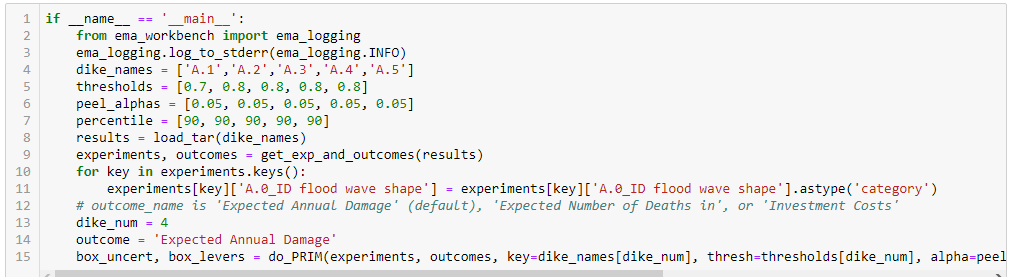 1 if __name__ == '__main__':
2     from ema_workbench import ema_logging
3     ema_logging.log_to_stderr(ema_logging.INFO)
4     dike_names = ['A.1','A.2','A.3','A.4','A.5']
5     thresholds = [0.7, 0.8, 0.8, 0.8, 0.8]
6     peel_alphas = [0.05, 0.05, 0.05, 0.05, 0.05]
7     percentile = [90, 90, 90, 90, 90]
8     results = load_tar(dike_names)
9     experiments, outcomes = get_exp_and_outcomes(results)
10     for key in experiments.keys():
11         experiments[key]['A.0_ID flood wave shape'] = experiments[key]['A.0_ID flood wave shape'].astype('category')
12     # outcome_name is 'Expected Annual Damage' (default), 'Expected Number of Deaths in', or 'Investment Costs'
13     dike_num = 4
14     outcome = 'Expected Annual Damage'
15     box_uncert, box_levers = do_PRIM(experiments, outcomes, key=dike_names[dike_num], thresh=thresholds[dike_num], alpha=peel